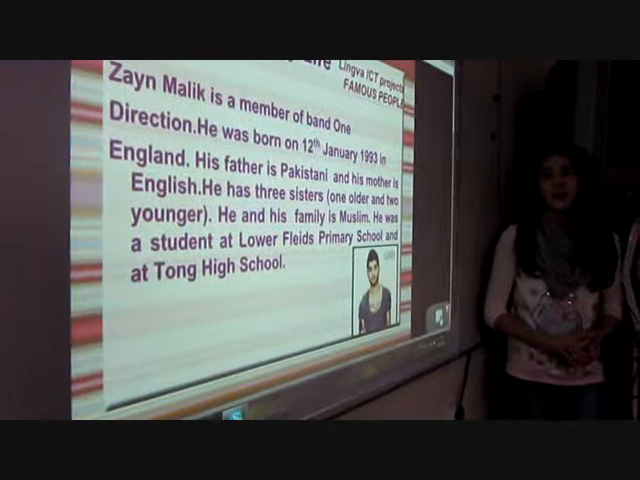 Life
Lingva ICT projects
FAMOUS PEOPLE
Zayn Malik is a member of band One
Direction.He was born on 12th January 1993 in
England. His father is Pakistani and his mother is
English.He has three sisters (one older and two
younger). He and his family is Muslim. He was
a student at Lower Fleids Primary School and
at Tong High School.